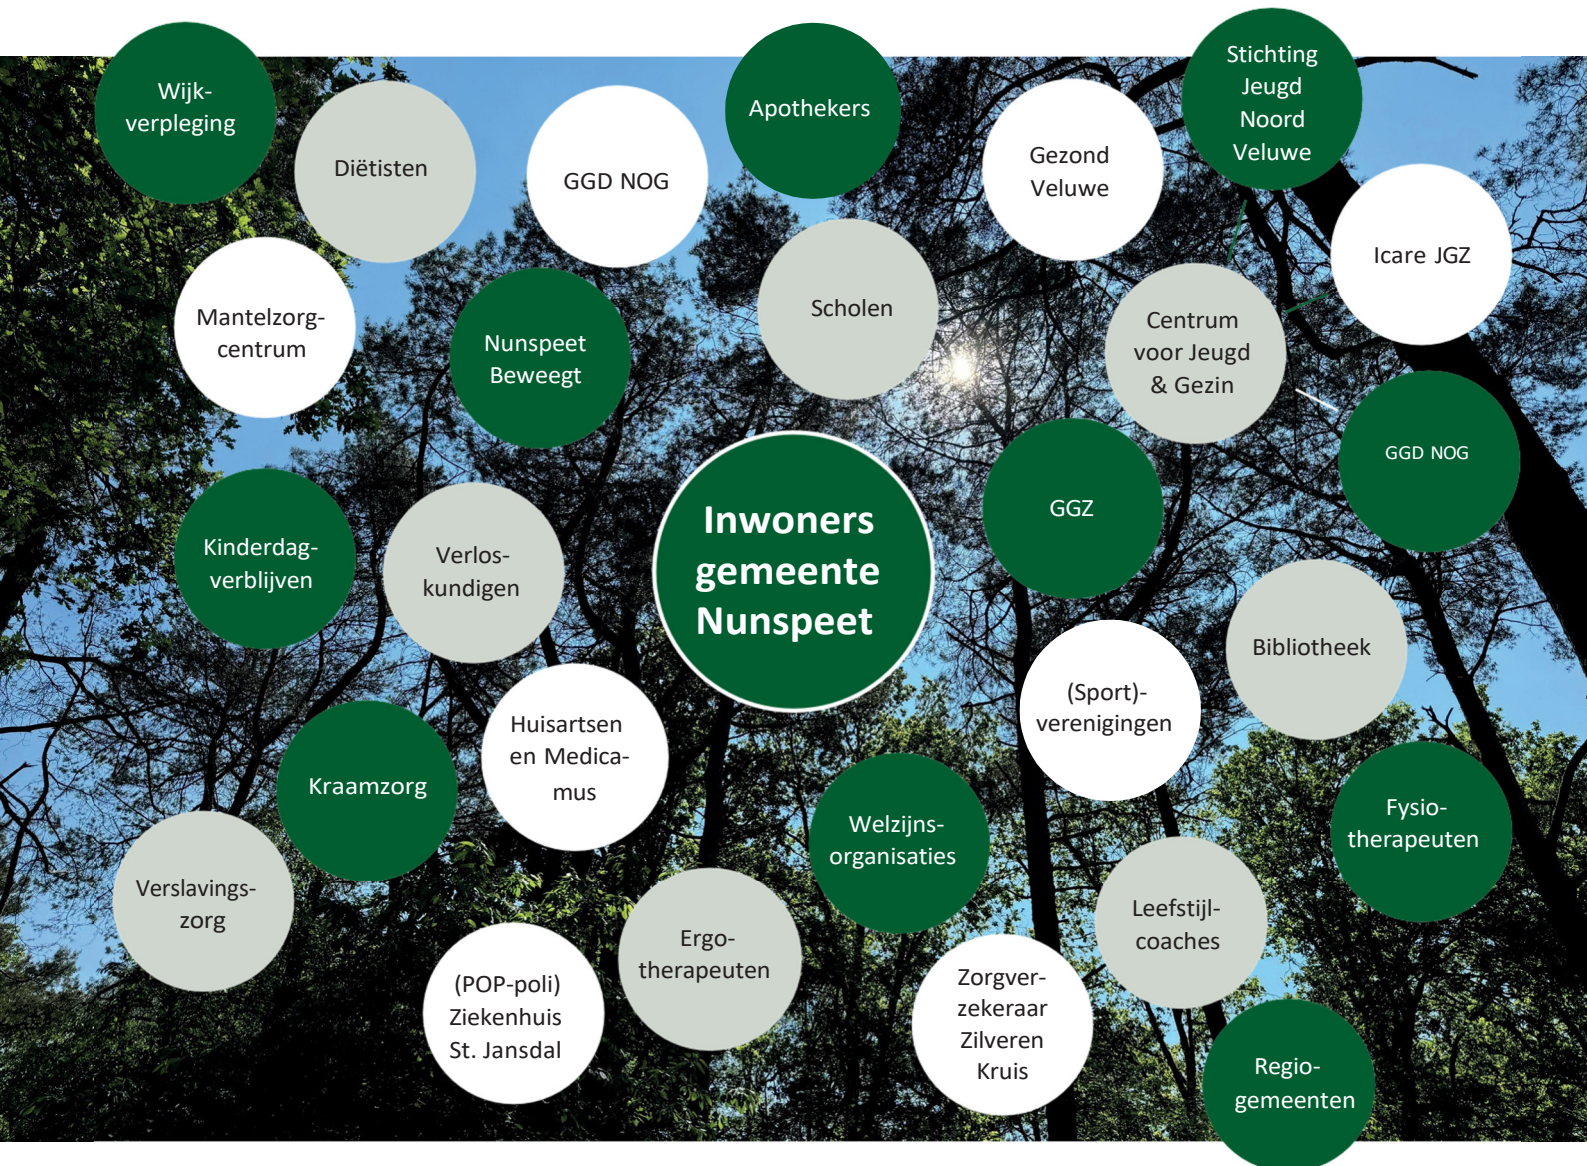 Wijk-
verpleging
Diëtisten
GGD NOG
Apothekers
Gezond
Veluwe
Stichting
Jeugd
Noord
Veluwe
Icare JGZ
Mantelzorg-
centrum
Nunspeet
Beweegt
Scholen
Centrum
voor Jeugd
& Gezin
GGD NOG
Kinderdag-
verblijven
Verlos-
kundigen
Inwoners
gemeente
Nunspeet
GGZ
Bibliotheek
(Sport)-
verenigingen
Huisartsen
en Medica-
mus
Kraamzorg
Welzijns-
organisaties
Fysio-
therapeuten
Verslavings-
zorg
Ergo-
therapeuten
Leefstijl-
coaches
(POP-poli)
Ziekenhuis
St. Jansdal
Zorgver-
zekeraar
Zilveren
Kruis
Regio-
gemeenten